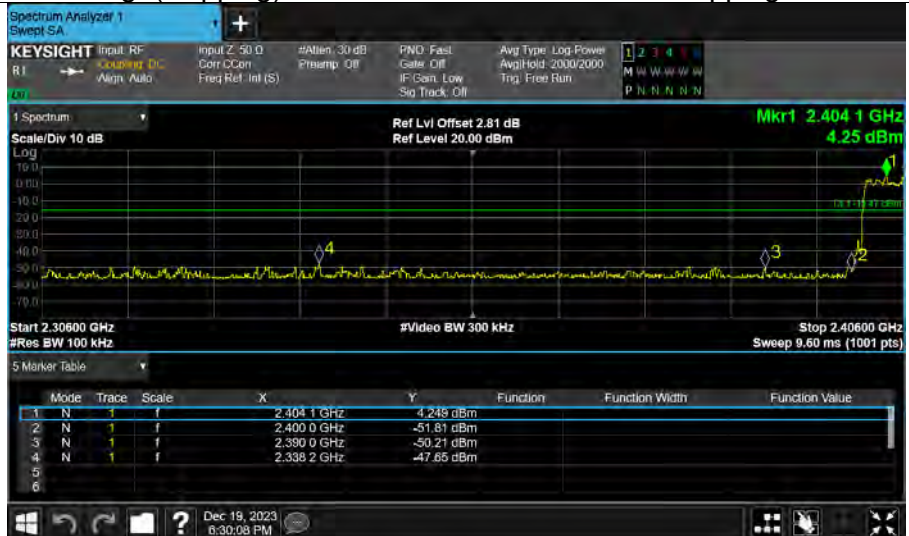 Spectrum Analyzer 1
Swept SA
+
KEYSIGHT Input: RF Input Z: 50 Ω #Atten: 30 dB PNO: Fast Avg Type: Log-Power 1 2 3 4 5 6
R1 Coupling: DC Corr CCorr Preamp: Off Gate: Off Avg|Hold: 2000/2000 M W W W W W
Align: Auto Freq Ref: Int (S) IF Gain: Low Trig: Free Run
Sig Track: Off P N N N N N
1 Spectrum Ref Lvl Offset 2.81 dB Mkr1 2.404 1 GHz
Scale/Div 10 dB Ref Level 20.00 dBm 4.25 dBm
Log
10.0
0.00
-10.0
-20.0
-30.0
-40.0
-50.0
-60.0
-70.0
1
4
3
2
Start 2.30600 GHz #Video BW 300 kHz Stop 2.40600 GHz
#Res BW 100 kHz Sweep 9.60 ms (1001 pts)
5 Marker Table
Mode Trace Scale X Y Function Function Width Function Value
1 N 1 f 2.404 1 GHz 4.249 dBm
2 N 1 f 2.400 0 GHz -51.81 dBm
3 N 1 f 2.390 0 GHz -50.21 dBm
4 N 1 f 2.338 2 GHz -47.65 dBm
5
6
? Dec 19, 2023
6:30:08 PM